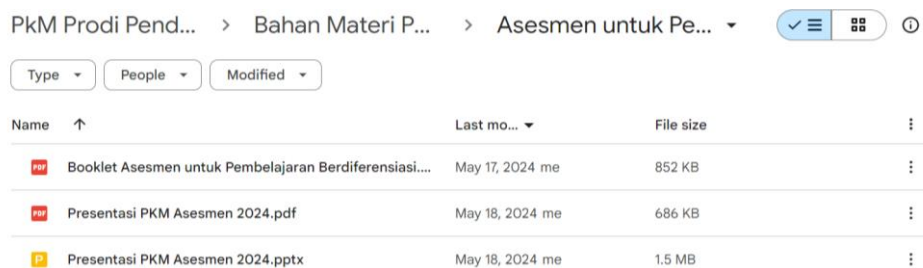 PkM Prodi Pend... > Bahan Materi P... > Asesmen untuk Pe...
Type People Modified
Name Last mo... File size
PDF Booklet Asesmen untuk Pembelajaran Berdiferensiasi.... May 17, 2024 me 852 KB
PDF Presentasi PKM Asesmen 2024.pdf May 18, 2024 me 686 KB
P Presentasi PKM Asesmen 2024.pptx May 18, 2024 me 1.5 MB